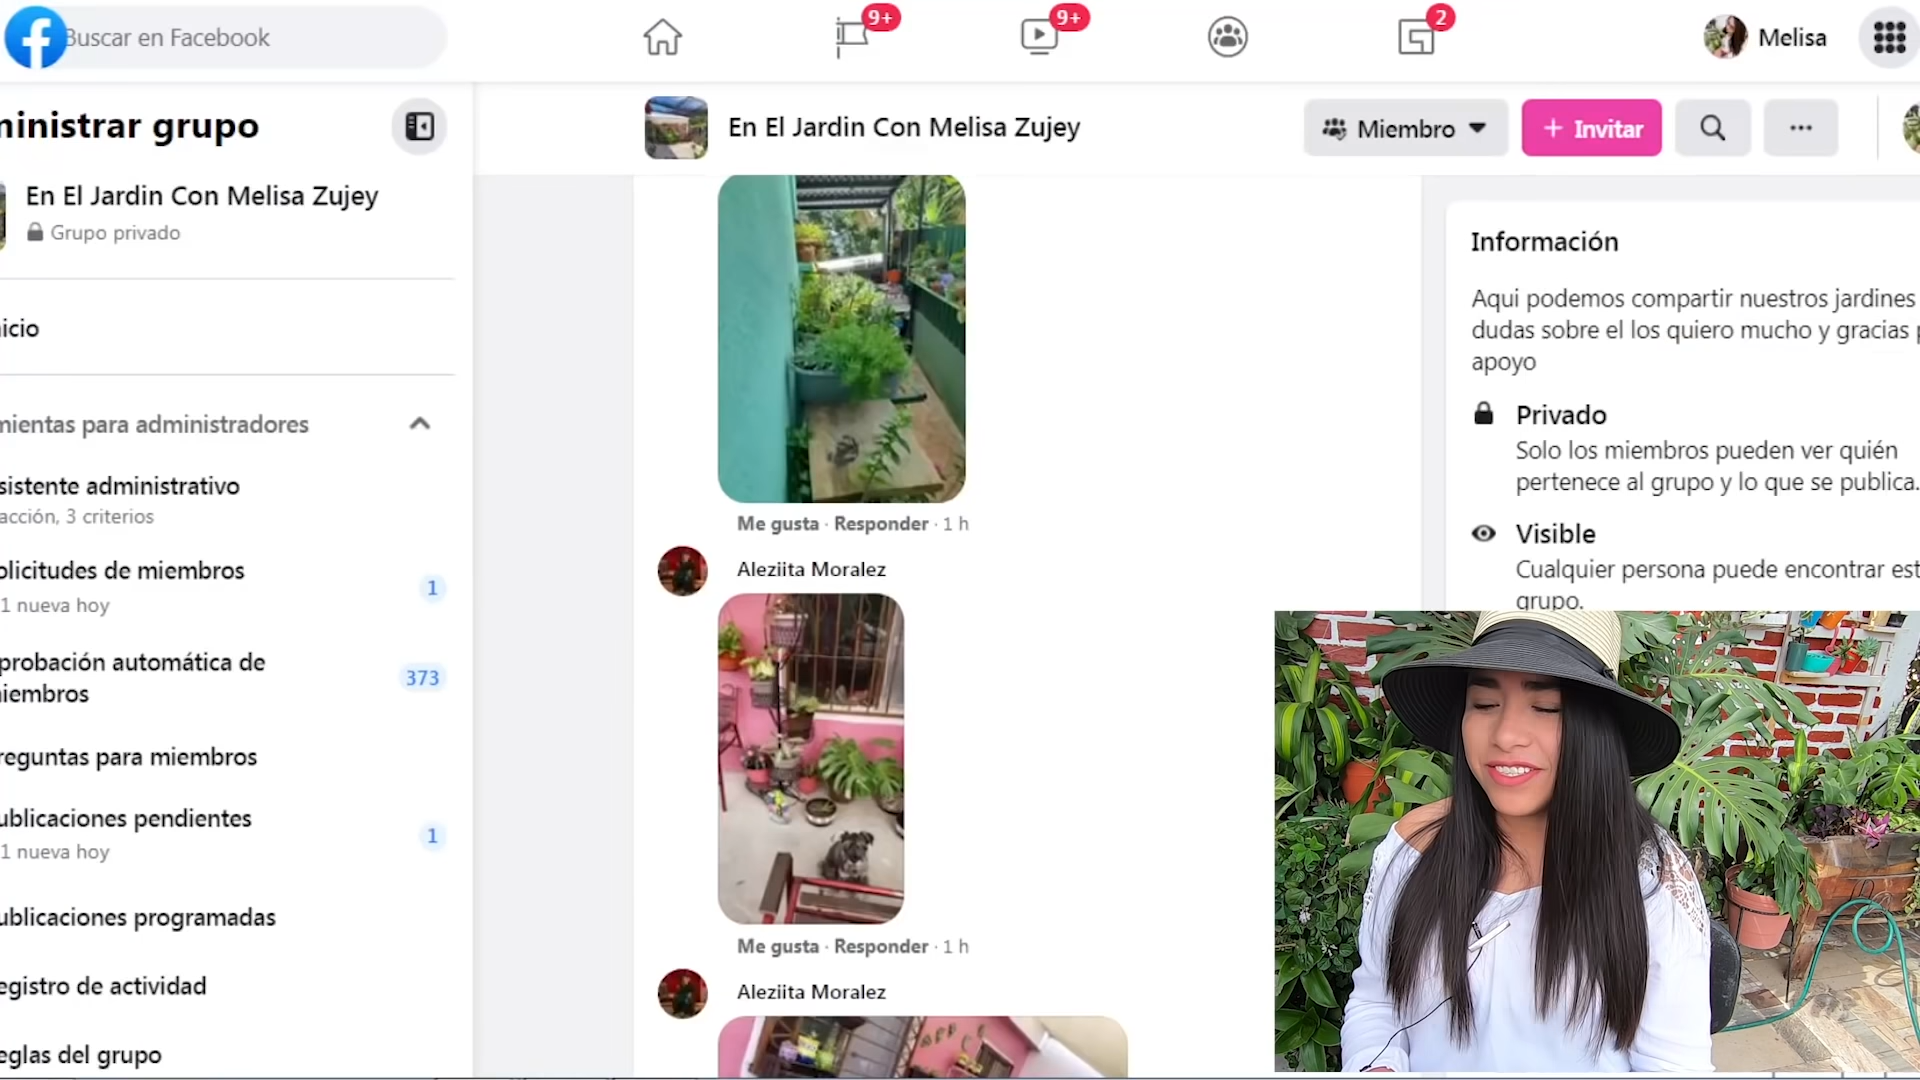 Buscar en Facebook
9+
9+
2
Melisa
ministrar grupo
En El Jardin Con Melisa Zujey
Grupo privado
icio
mientas para administradores
sistente administrativo
acción, 3 criterios
olicitudes de miembros
1 nueva hoy
1
probación automática de
niembros
373
reguntas para miembros
ublicaciones pendientes
1 nueva hoy
1
ublicaciones programadas
egistro de actividad
eglas del grupo
En El Jardin Con Melisa Zujey
Miembro
+ Invitar
Me gusta · Responder · 1 h
Aleziita Moralez
Me gusta · Responder · 1 h
Aleziita Moralez
Información
Aqui podemos compartir nuestros jardines
dudas sobre el los quiero mucho y gracias p
apoyo
Privado
Solo los miembros pueden ver quién
pertenece al grupo y lo que se publica.
Visible
Cualquier persona puede encontrar est
grupo.